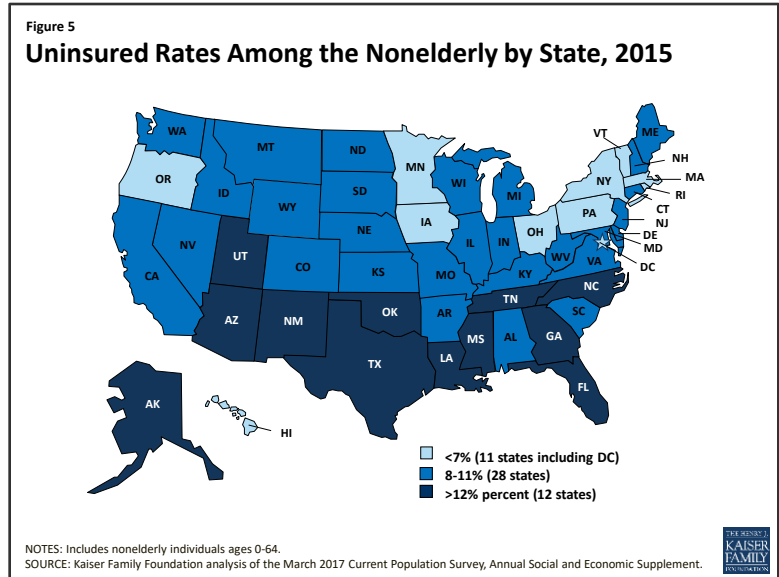 Figure 5
Uninsured Rates Among the Nonelderly by State, 2015
WA
MT
ND
MN
VT
ME
NH
MA
RI
CT
NJ
DE
MD
DC
OR
ID
WY
SD
WI
MI
NY
PA
NE
IA
IL
IN
OH
WV
VA
NV
UT
CO
KS
MO
KY
CA
AZ
NM
OK
AR
TN
NC
SC
TX
LA
MS
AL
GA
FL
AK
HI
<7% (11 states including DC)
8-11% (28 states)
>12% percent (12 states)
NOTES: Includes nonelderly individuals ages 0-64.
SOURCE: Kaiser Family Foundation analysis of the March 2017 Current Population Survey, Annual Social and Economic Supplement.
THE HENRY J.
KAISER
FAMILY
FOUNDATION